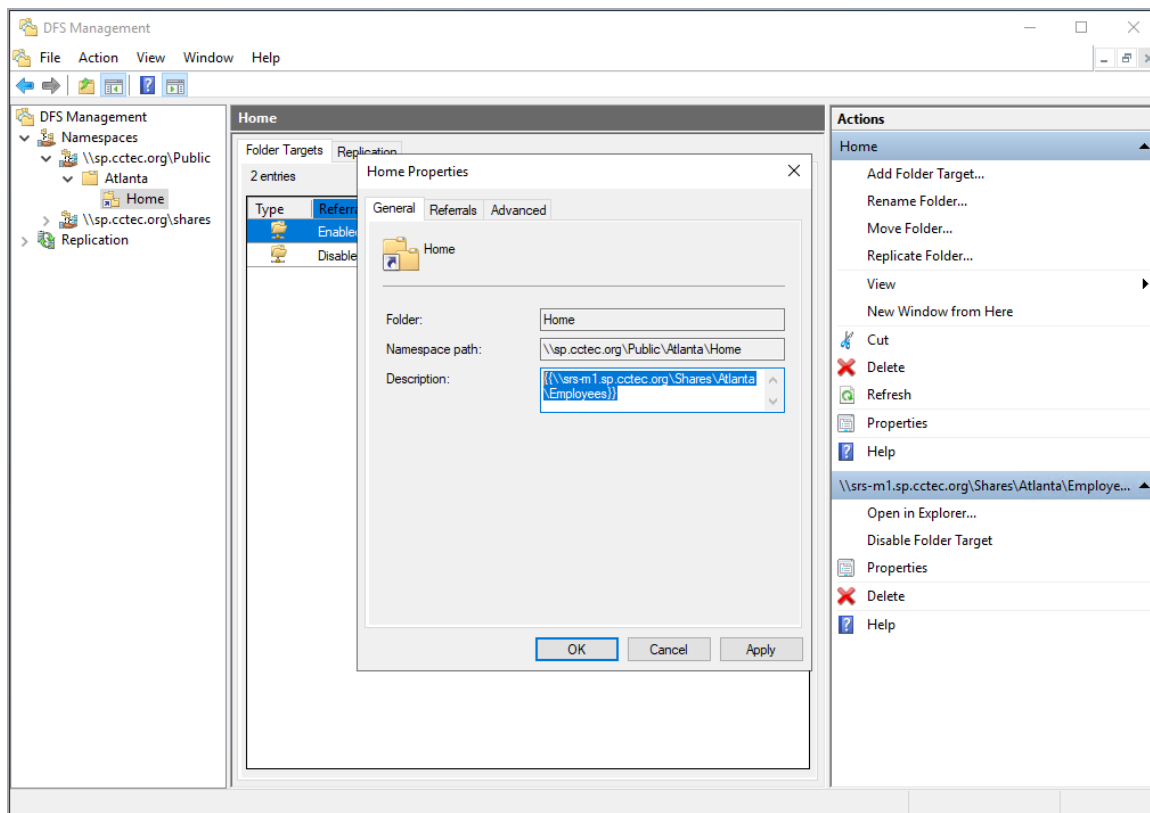 DFS Management
File Action View Window Help
DFS Management
Namespaces
\\sp.cctec.org\Public
Atlanta
Home
\\sp.cctec.org\shares
Replication
Home
Folder Targets Replication
2 entries
Type Referra
Enabled
Disable
Home Properties
General Referrals Advanced
Home
Folder: Home
Namespace path: \\sp.cctec.org\Public\Atlanta\Home
Description: {{\\srs-m1.sp.cctec.org\Shares\Atlanta
\Employees}}
OK Cancel Apply
Actions
Home
Add Folder Target...
Rename Folder...
Move Folder...
Replicate Folder...
View
New Window from Here
Cut
Delete
Refresh
Properties
Help
\\srs-m1.sp.cctec.org\Shares\Atlanta\Employe...
Open in Explorer...
Disable Folder Target
Properties
Delete
Help